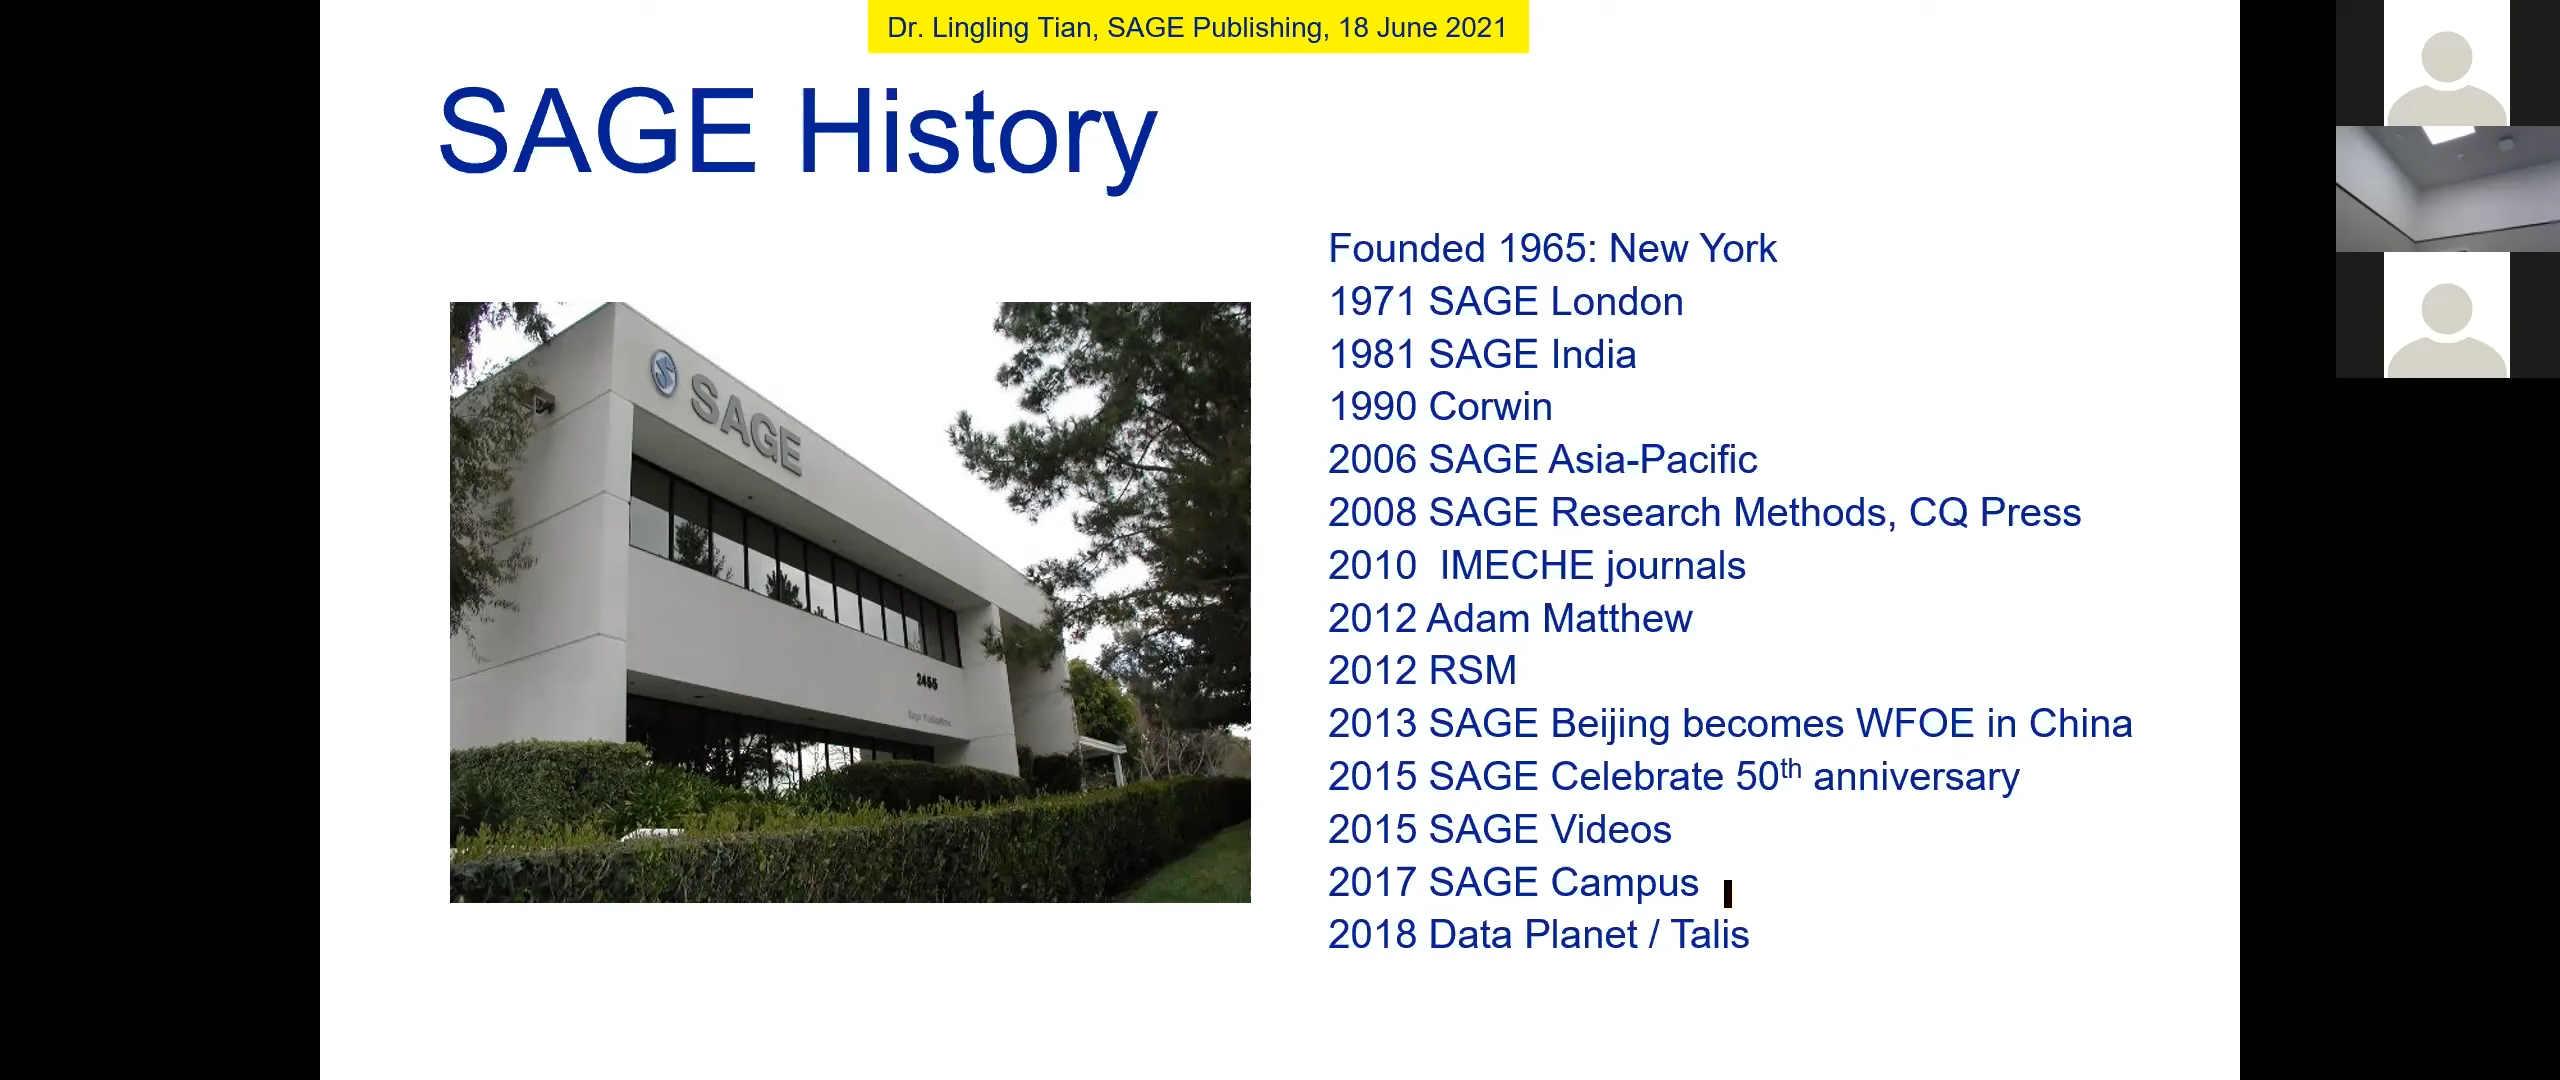 Dr. Lingling Tian, SAGE Publishing, 18 June 2021
SAGE History
SAGE
2455
Founded 1965: New York
1971 SAGE London
1981 SAGE India
1990 Corwin
2006 SAGE Asia-Pacific
2008 SAGE Research Methods, CQ Press
2010  IMECHE journals
2012 Adam Matthew
2012 RSM
2013 SAGE Beijing becomes WFOE in China
2015 SAGE Celebrate 50th anniversary
2015 SAGE Videos
2017 SAGE Campus
2018 Data Planet / Talis